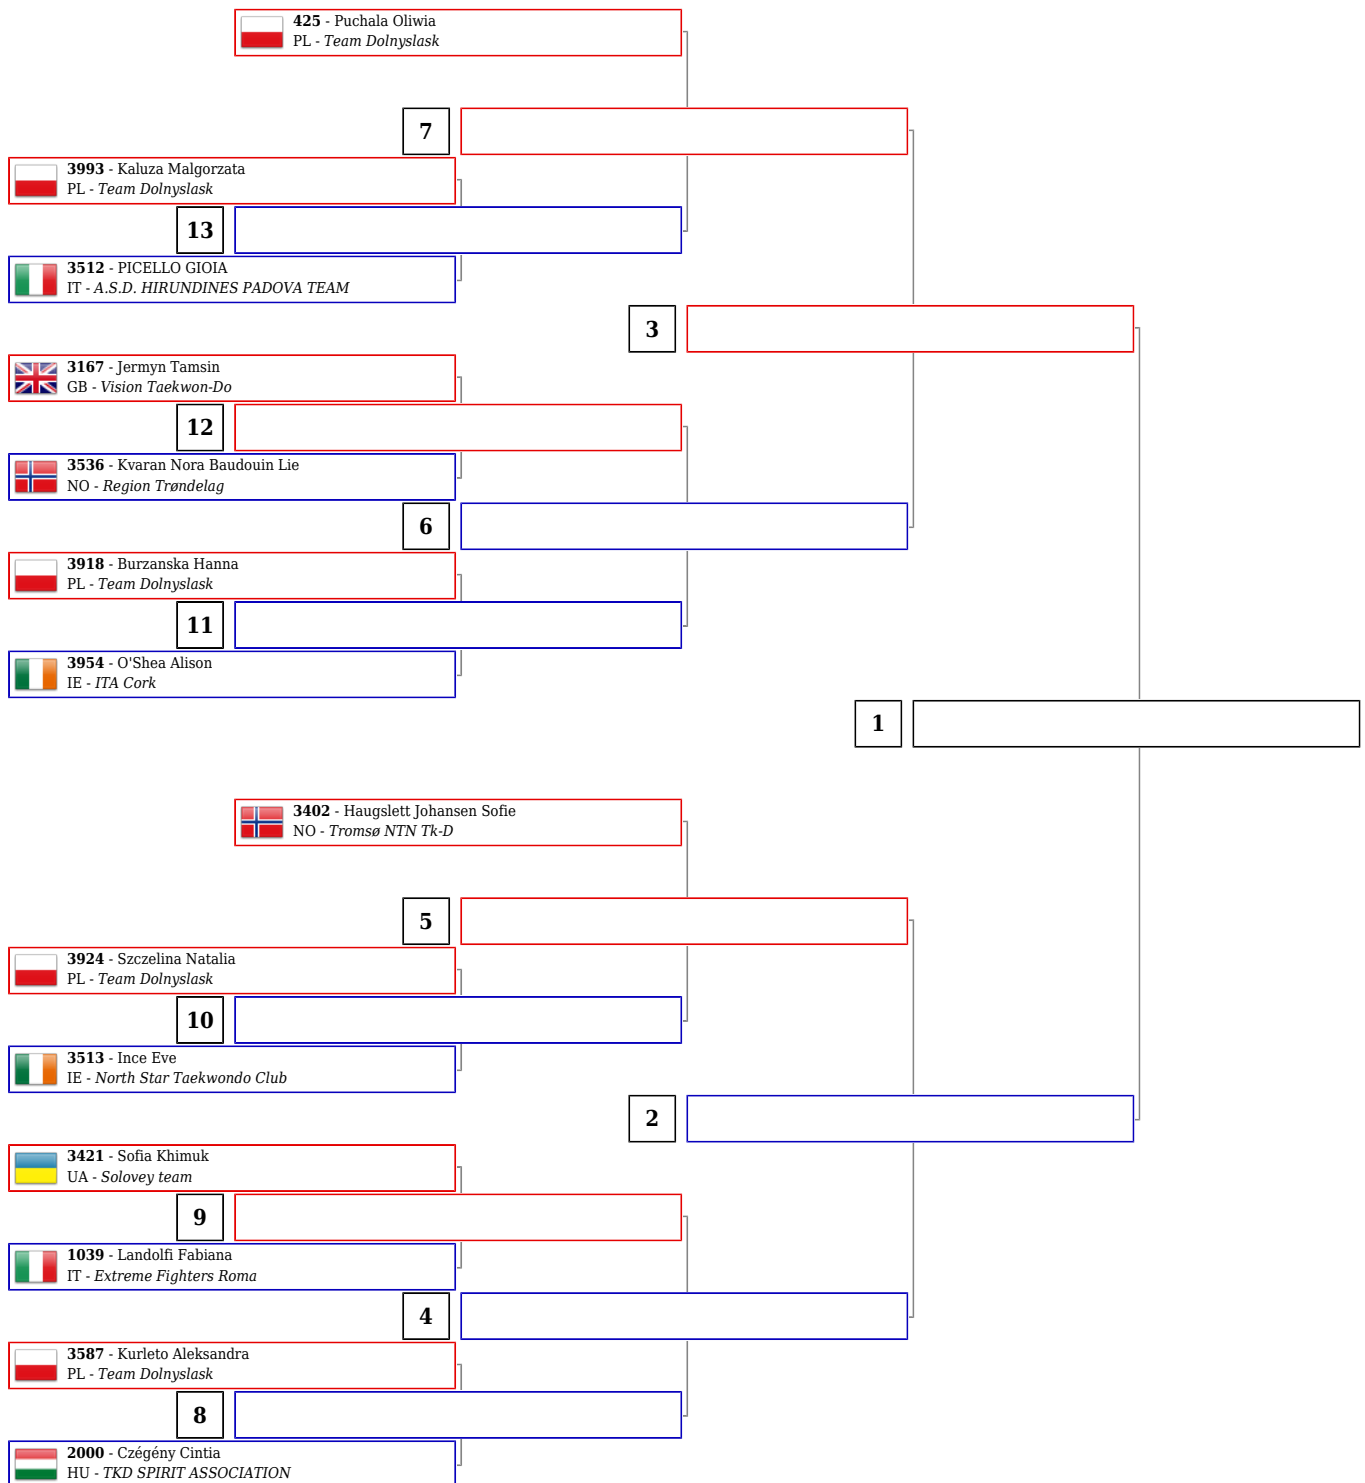 425 - Puchala Oliwia
PL - Team Dolnyslask
7
3993 - Kaluza Malgorzata
PL - Team Dolnyslask
13
3512 - PICELLO GIOIA
IT - A.S.D. HIRUNDINES PADOVA TEAM
3
3167 - Jermyn Tamsin
GB - Vision Taekwon-Do
12
3536 - Kvaran Nora Baudouin Lie
NO - Region Trøndelag
6
3918 - Burzanska Hanna
PL - Team Dolnyslask
11
3954 - O'Shea Alison
IE - ITA Cork
1
3402 - Haugslett Johansen Sofie
NO - Tromsø NTN Tk-D
5
3924 - Szczelina Natalia
PL - Team Dolnyslask
10
3513 - Ince Eve
IE - North Star Taekwondo Club
2
3421 - Sofia Khimuk
UA - Solovey team
9
1039 - Landolfi Fabiana
IT - Extreme Fighters Roma
4
3587 - Kurleto Aleksandra
PL - Team Dolnyslask
8
2000 - Czégény Cintia
HU - TKD SPIRIT ASSOCIATION